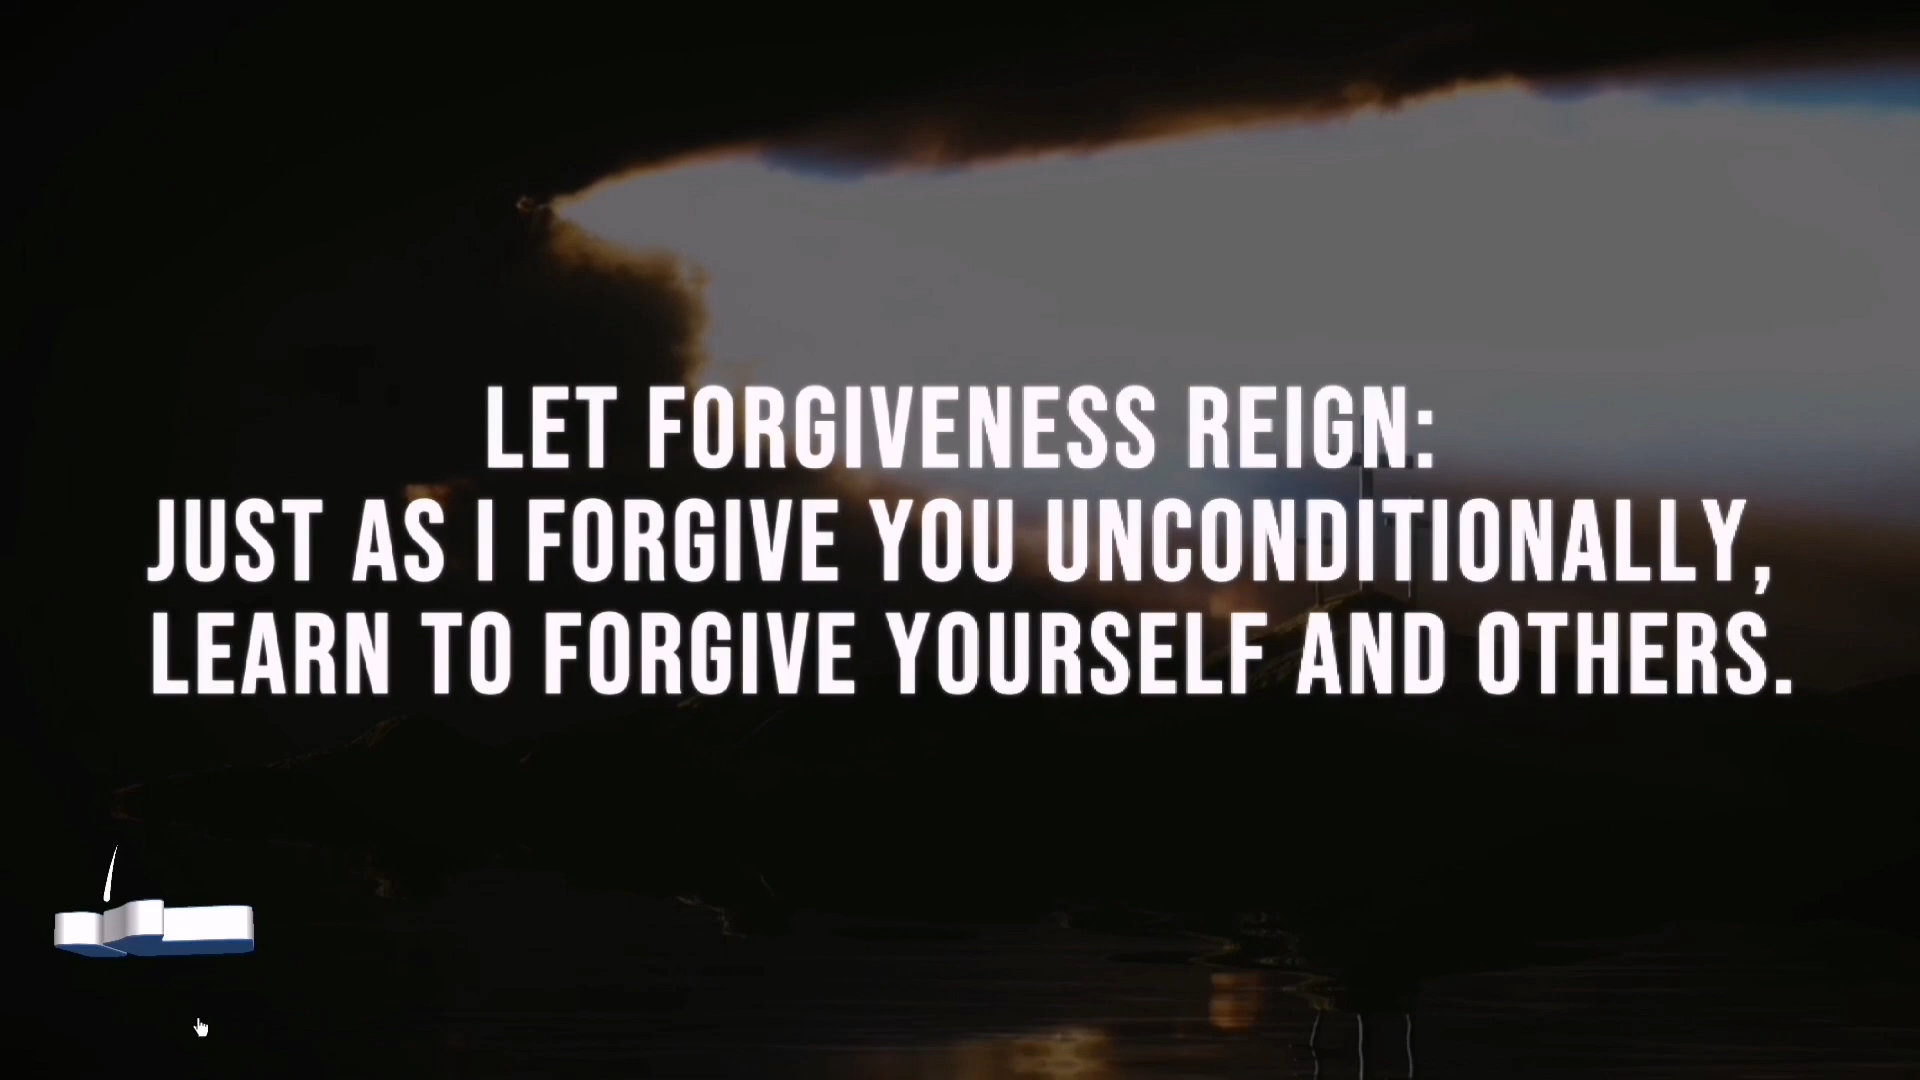 LET FORGIVENESS REIGN:
JUST AS I FORGIVE YOU UNCONDITIONALLY,
LEARN TO FORGIVE YOURSELF AND OTHERS.